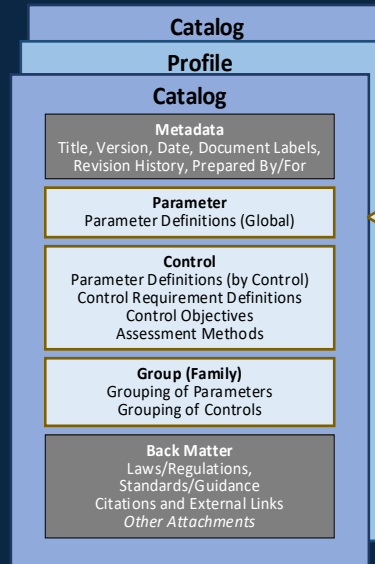 Catalog
Profile
Catalog
Metadata
Title, Version, Date, Document Labels,
Revision History, Prepared By/For
Parameter
Parameter Definitions (Global)
Control
Parameter Definitions (by Control)
Control Requirement Definitions
Control Objectives
Assessment Methods
Group (Family)
Grouping of Parameters
Grouping of Controls
Back Matter
Laws/Regulations,
Standards/Guidance
Citations and External Links
Other Attachments